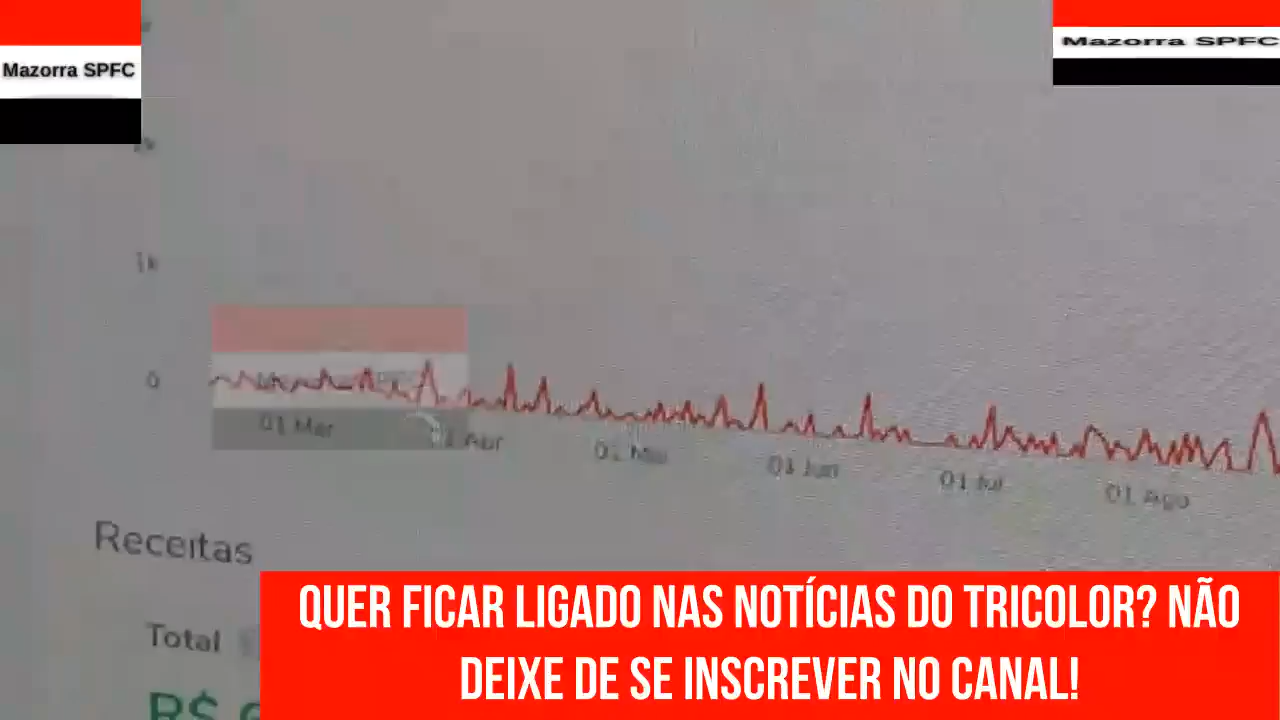 Mazorra SPFC
Mazorra SPFC
1k
0
01 Mar
01 Abr
01 Mai
01 Jun
01 Jul
01 Ago
Receitas
Total
R$
QUER FICAR LIGADO NAS NOTÍCIAS DO TRICOLOR? NÃO
DEIXE DE SE INSCREVER NO CANAL!